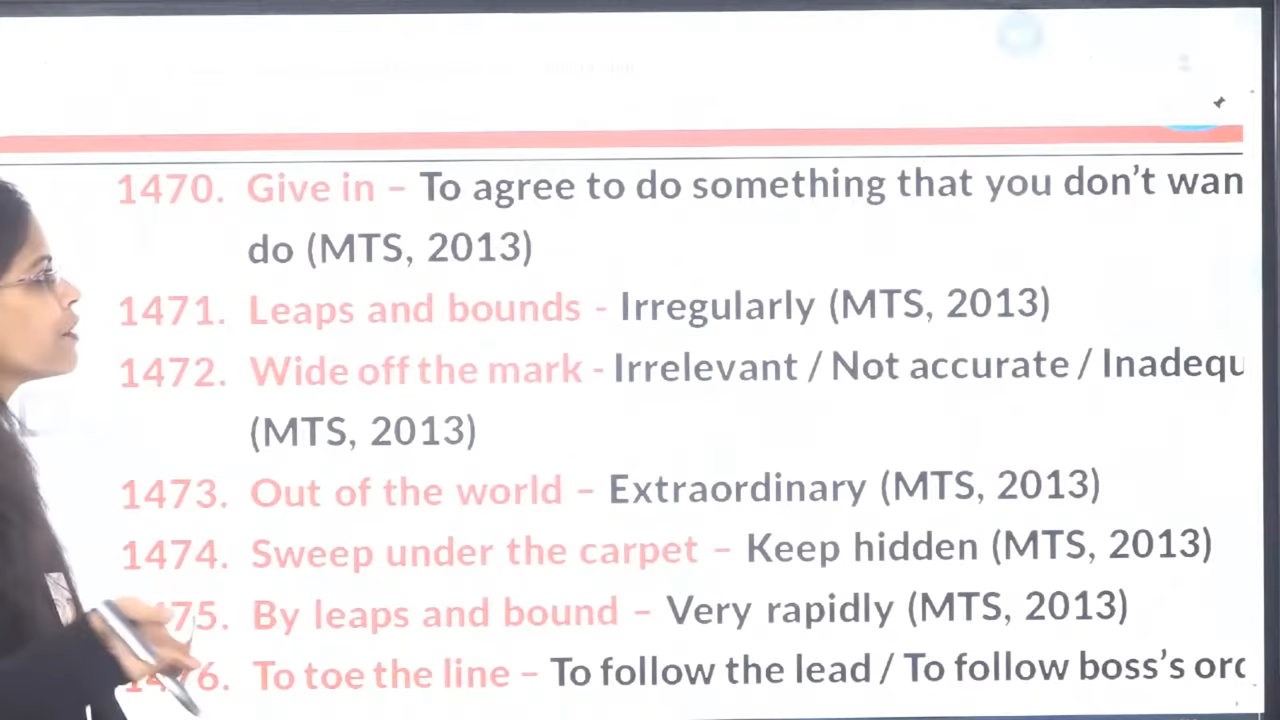 1470. Give in – To agree to do something that you don't wan
do (MTS, 2013)
1471. Leaps and bounds - Irregularly (MTS, 2013)
1472. Wide off the mark - Irrelevant / Not accurate / Inadequ
(MTS, 2013)
1473. Out of the world – Extraordinary (MTS, 2013)
1474. Sweep under the carpet – Keep hidden (MTS, 2013)
75. By leaps and bound – Very rapidly (MTS, 2013)
1476. To toe the line – To follow the lead / To follow boss's